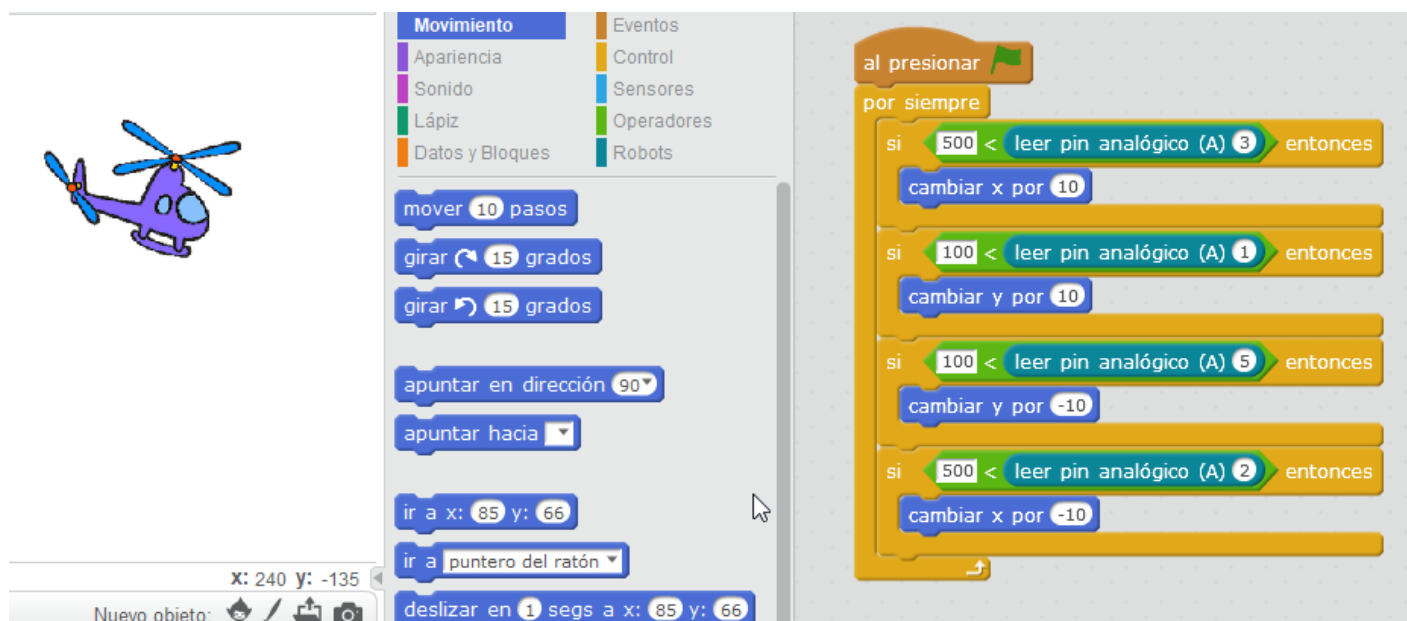 Movimiento
Apariencia
Sonido
Lápiz
Datos y Bloques
Eventos
Control
Sensores
Operadores
Robots
mover 10 pasos
girar 15 grados
girar 15 grados
apuntar en dirección 90
apuntar hacia
ir a x: 85 y: 66
ir a puntero del ratón
deslizar en 1 segs a x: 85 y: 66
x: 240 y: -135
Nuevo objeto:
al presionar
por siempre
si 500 < leer pin analógico (A) 3 entonces
cambiar x por 10
si 100 < leer pin analógico (A) 1 entonces
cambiar y por 10
si 100 < leer pin analógico (A) 5 entonces
cambiar y por -10
si 500 < leer pin analógico (A) 2 entonces
cambiar x por -10